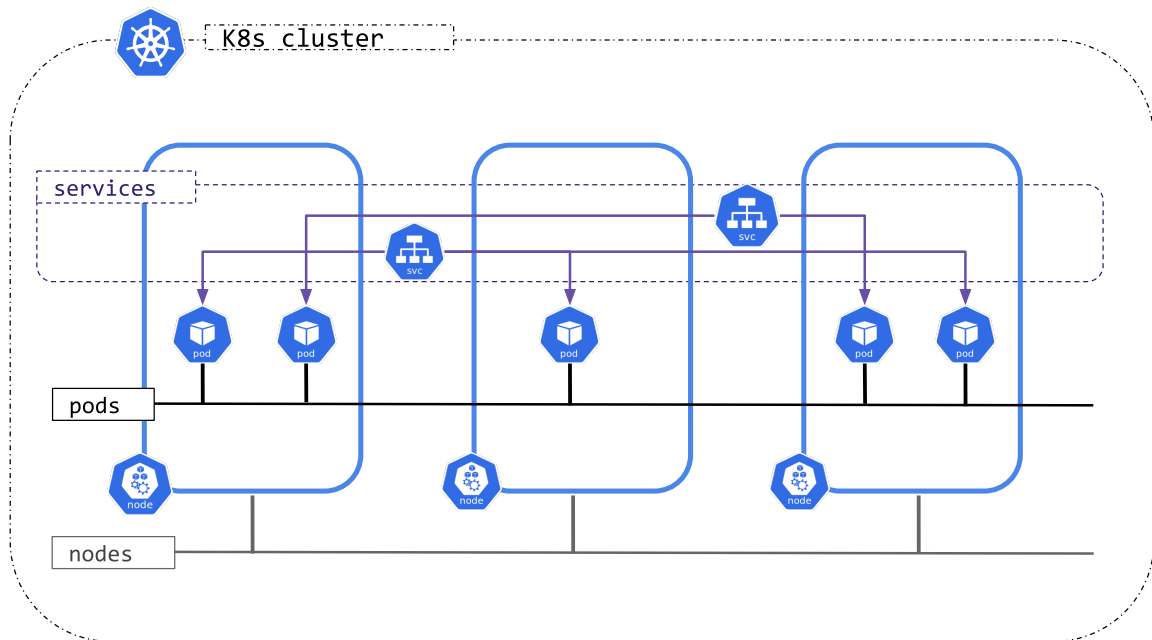 K8s cluster
services
svc
svc
pod
pod
pod
pod
pod
pods
node
node
node
nodes